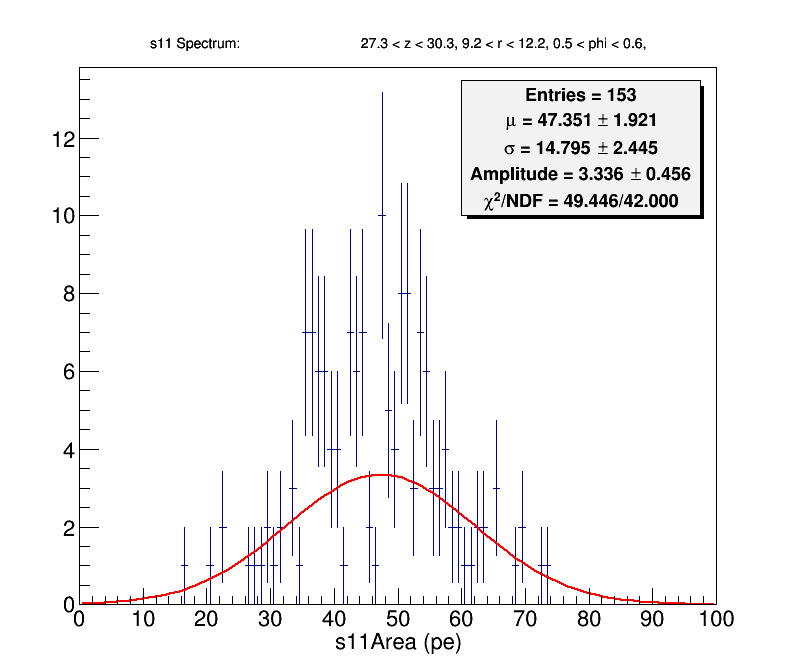 s11 Spectrum: 27.3 < z < 30.3, 9.2 < r < 12.2, 0.5 < phi < 0.6,
Entries = 153
μ = 47.351 ± 1.921
σ = 14.795 ± 2.445
Amplitude = 3.336 ± 0.456
χ²/NDF = 49.446/42.000
12
10
8
6
4
2
0
0 10 20 30 40 50 60 70 80 90 100
s11Area (pe)